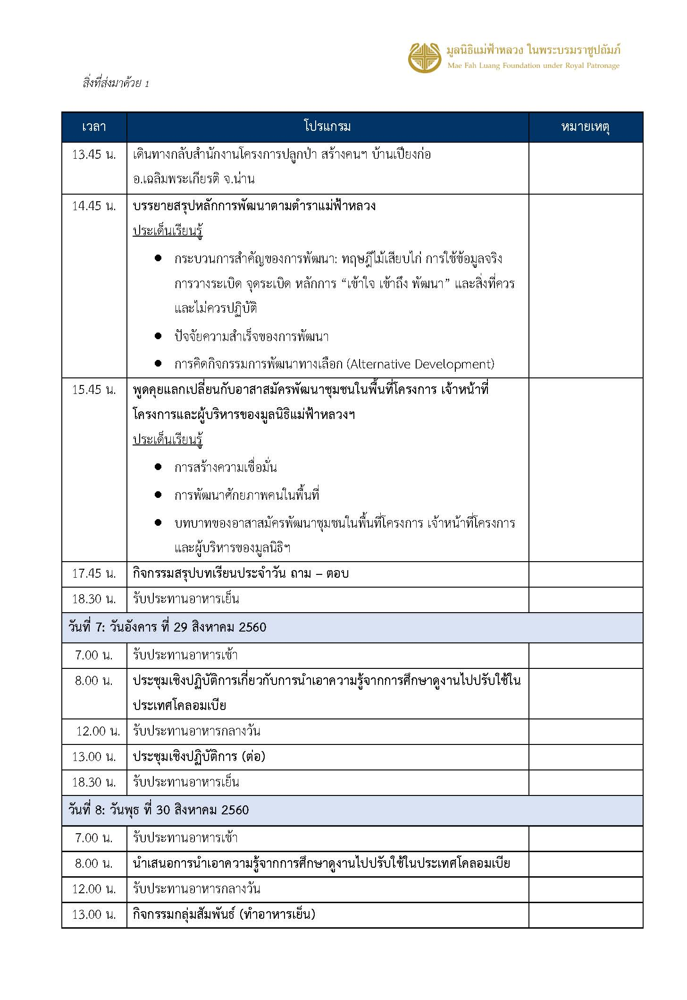 มูลนิธิแม่ฟ้าหลวง ในพระบรมราชูปถัมภ์
Mae Fah Luang Foundation under Royal Patronage
สิ่งที่ส่งมาด้วย 1
เวลา โปรแกรม หมายเหตุ
13.45 น. เดินทางกลับสำนักงานโครงการปลูกป่า สร้างคนฯ บ้านเปียงก่อ
อ.เฉลิมพระเกียรติ จ.น่าน
14.45 น. บรรยายสรุปหลักการพัฒนาตามตำราแม่ฟ้าหลวง
ประเด็นเรียนรู้
● กระบวนการสำคัญของการพัฒนา: ทฤษฎีไม้เสียบไก่ การใช้ข้อมูลจริง
การวางระเบิด จุดระเบิด หลักการ “เข้าใจ เข้าถึง พัฒนา” และสิ่งที่ควร
และไม่ควรปฏิบัติ
● ปัจจัยความสำเร็จของการพัฒนา
● การคิดกิจกรรมการพัฒนาทางเลือก (Alternative Development)
15.45 น. พูดคุยแลกเปลี่ยนกับอาสาสมัครพัฒนาชุมชนในพื้นที่โครงการ เจ้าหน้าที่
โครงการและผู้บริหารของมูลนิธิแม่ฟ้าหลวงฯ
ประเด็นเรียนรู้
● การสร้างความเชื่อมั่น
● การพัฒนาศักยภาพคนในพื้นที่
● บทบาทของอาสาสมัครพัฒนาชุมชนในพื้นที่โครงการ เจ้าหน้าที่โครงการ
และผู้บริหารของมูลนิธิฯ
17.45 น. กิจกรรมสรุปบทเรียนประจำวัน ถาม – ตอบ
18.30 น. รับประทานอาหารเย็น
วันที่ 7: วันอังคาร ที่ 29 สิงหาคม 2560
7.00 น. รับประทานอาหารเช้า
8.00 น. ประชุมเชิงปฏิบัติการเกี่ยวกับการนำเอาความรู้จากการศึกษาดูงานไปปรับใช้ใน
ประเทศโคลอมเบีย
12.00 น. รับประทานอาหารกลางวัน
13.00 น. ประชุมเชิงปฏิบัติการ (ต่อ)
18.30 น. รับประทานอาหารเย็น
วันที่ 8: วันพุธ ที่ 30 สิงหาคม 2560
7.00 น. รับประทานอาหารเช้า
8.00 น. นำเสนอการนำเอาความรู้จากการศึกษาดูงานไปปรับใช้ในประเทศโคลอมเบีย
12.00 น. รับประทานอาหารกลางวัน
13.00 น. กิจกรรมกลุ่มสัมพันธ์ (ทำอาหารเย็น)